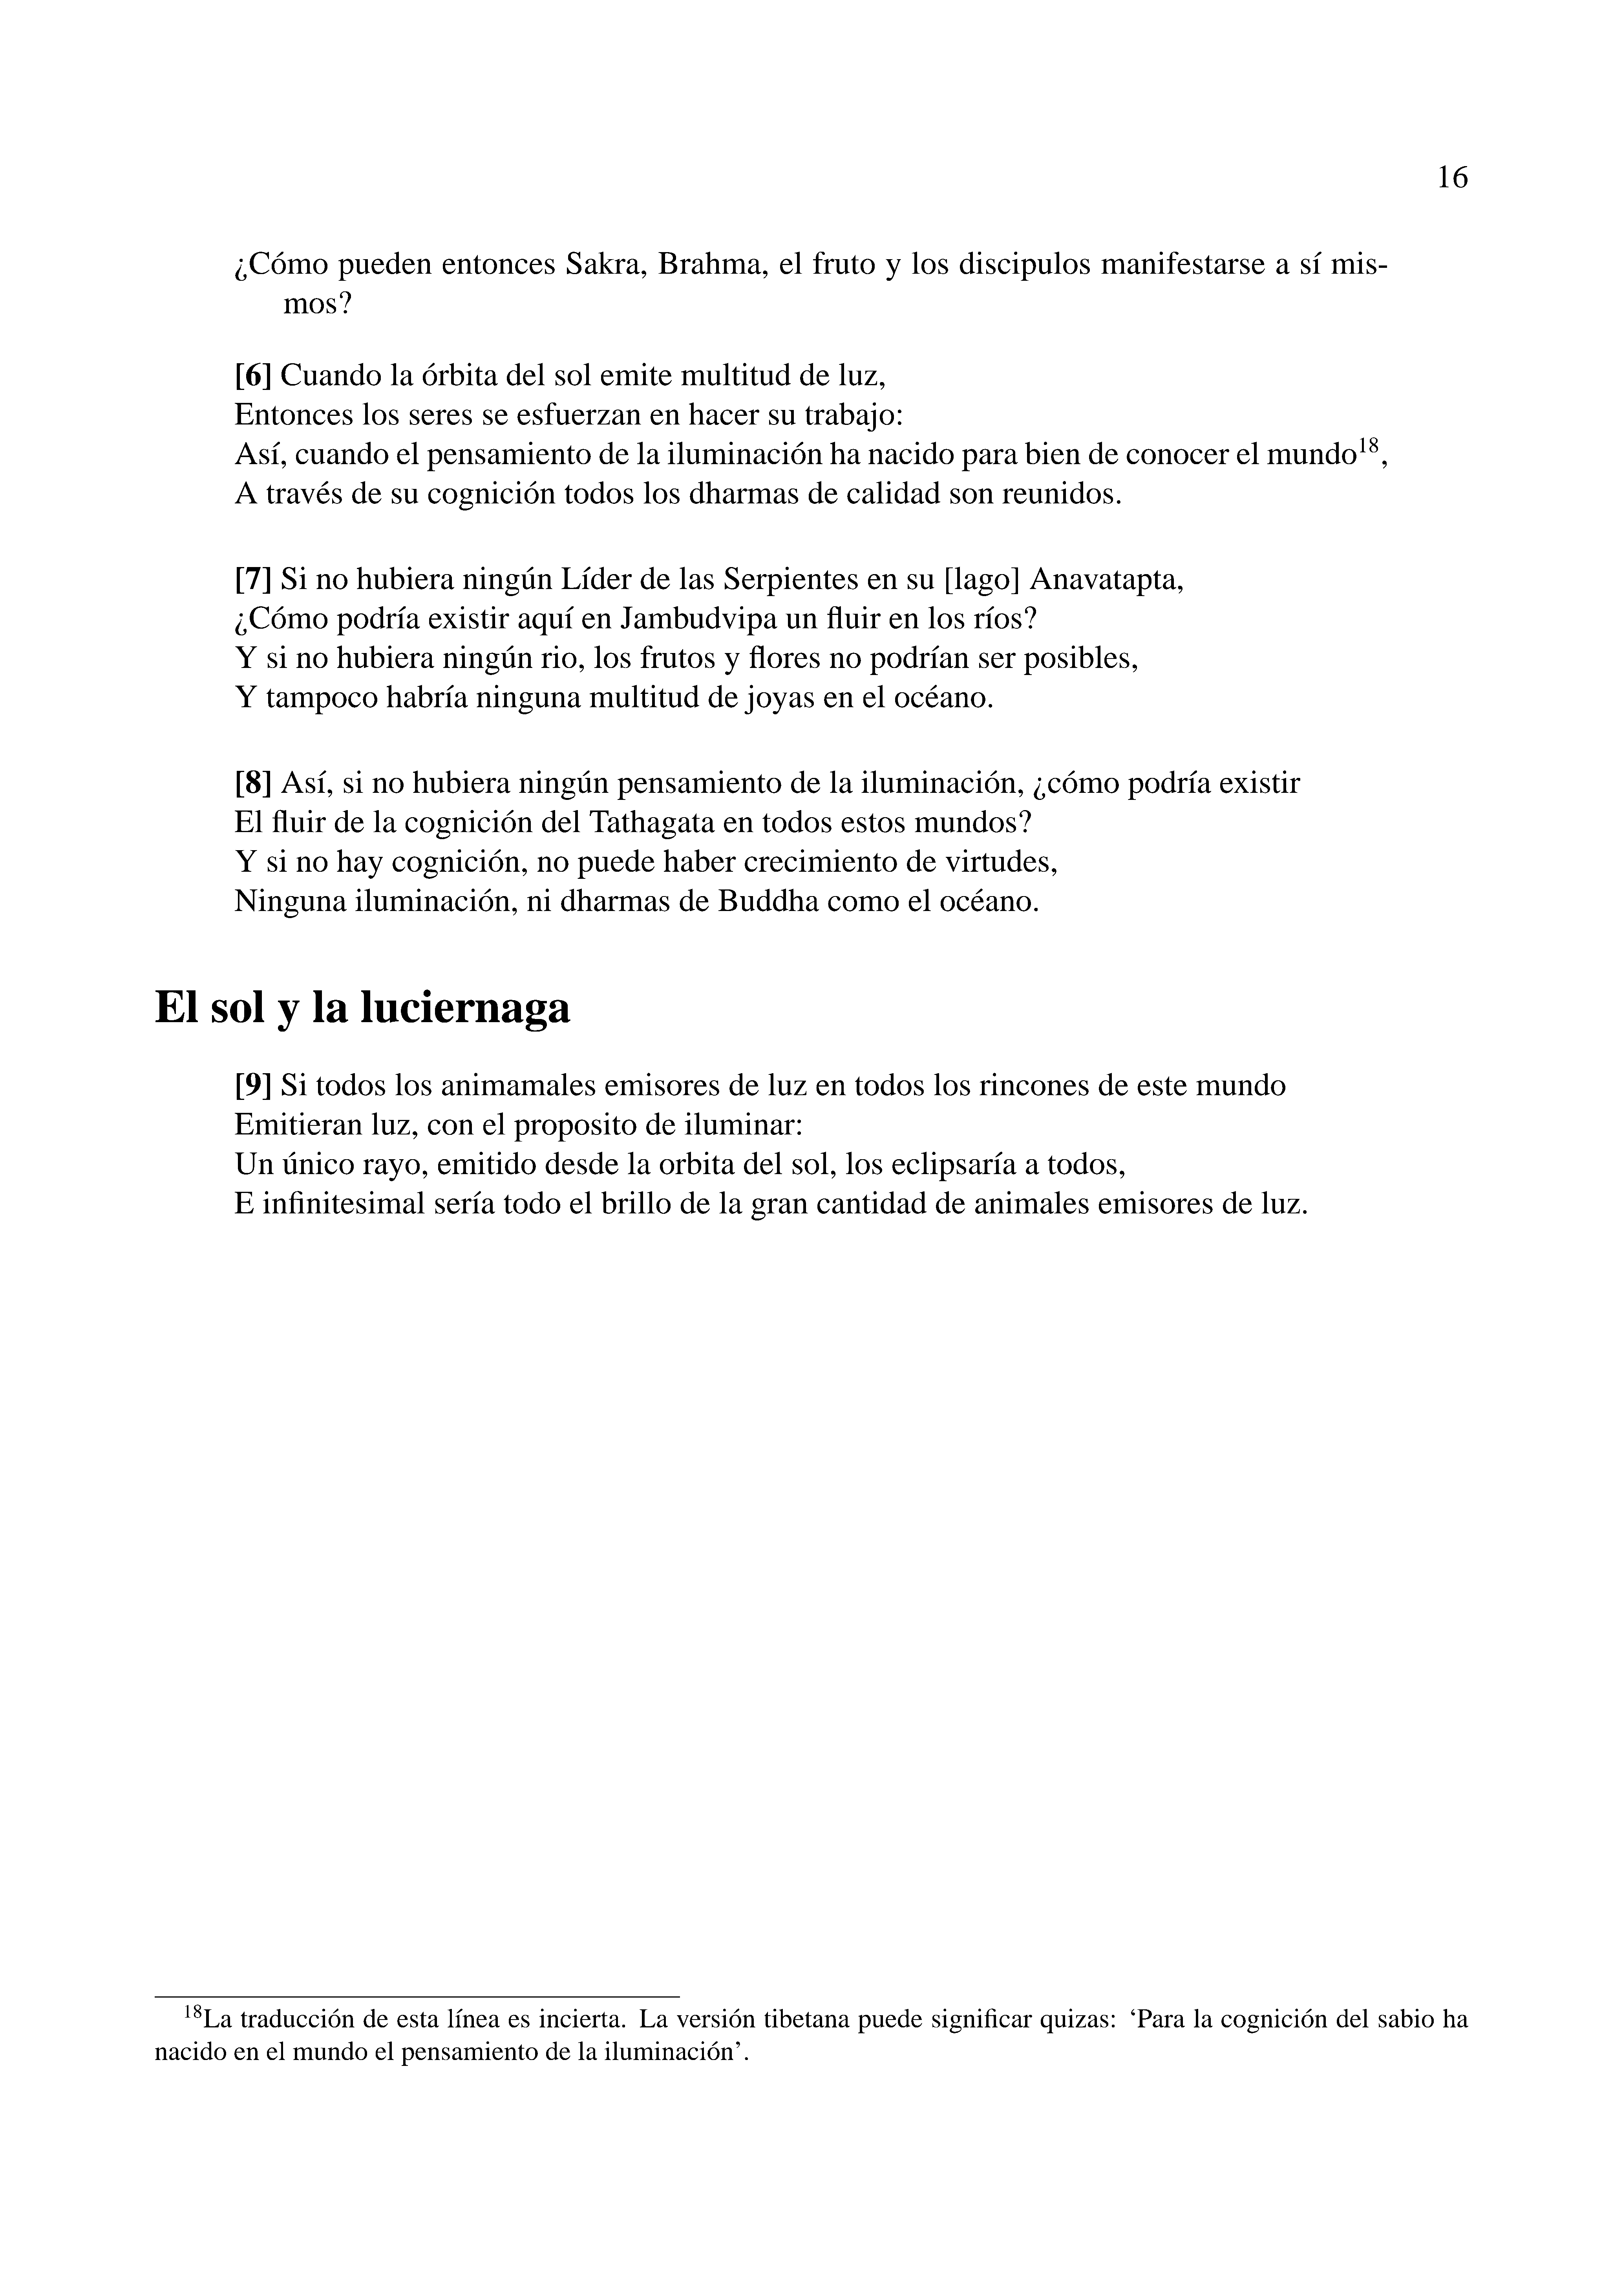 16
¿Cómo pueden entonces Sakra, Brahma, el fruto y los discipulos manifestarse a sí mis-
mos?
[6] Cuando la órbita del sol emite multitud de luz,
Entonces los seres se esfuerzan en hacer su trabajo:
Así, cuando el pensamiento de la iluminación ha nacido para bien de conocer el mundo18,
A través de su cognición todos los dharmas de calidad son reunidos.
[7] Si no hubiera ningún Líder de las Serpientes en su [lago] Anavatapta,
¿Cómo podría existir aquí en Jambudvipa un fluir en los ríos?
Y si no hubiera ningún rio, los frutos y flores no podrían ser posibles,
Y tampoco habría ninguna multitud de joyas en el océano.
[8] Así, si no hubiera ningún pensamiento de la iluminación, ¿cómo podría existir
El fluir de la cognición del Tathagata en todos estos mundos?
Y si no hay cognición, no puede haber crecimiento de virtudes,
Ninguna iluminación, ni dharmas de Buddha como el océano.
El sol y la luciernaga
[9] Si todos los animamales emisores de luz en todos los rincones de este mundo
Emitieran luz, con el proposito de iluminar:
Un único rayo, emitido desde la orbita del sol, los eclipsaría a todos,
E infinitesimal sería todo el brillo de la gran cantidad de animales emisores de luz.
18La traducción de esta línea es incierta. La versión tibetana puede significar quizas: ‘Para la cognición del sabio ha
nacido en el mundo el pensamiento de la iluminación’.